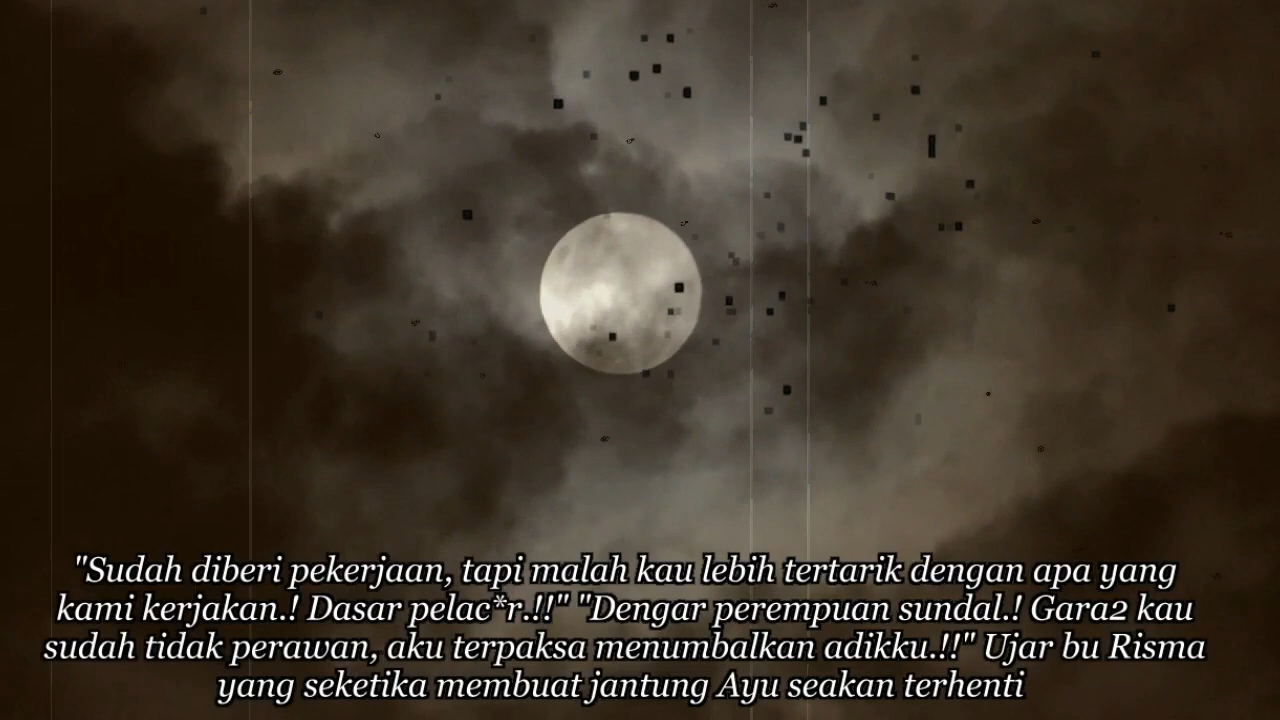 "Sudah diberi pekerjaan, tapi malah kau lebih tertarik dengan apa yang
kami kerjakan.! Dasar pelac*r.!!" "Dengar perempuan sundal.! Gara2 kau
sudah tidak perawan, aku terpaksa menumbalkan adikku.!!" Ujar bu Risma
yang seketika membuat jantung Ayu seakan terhenti